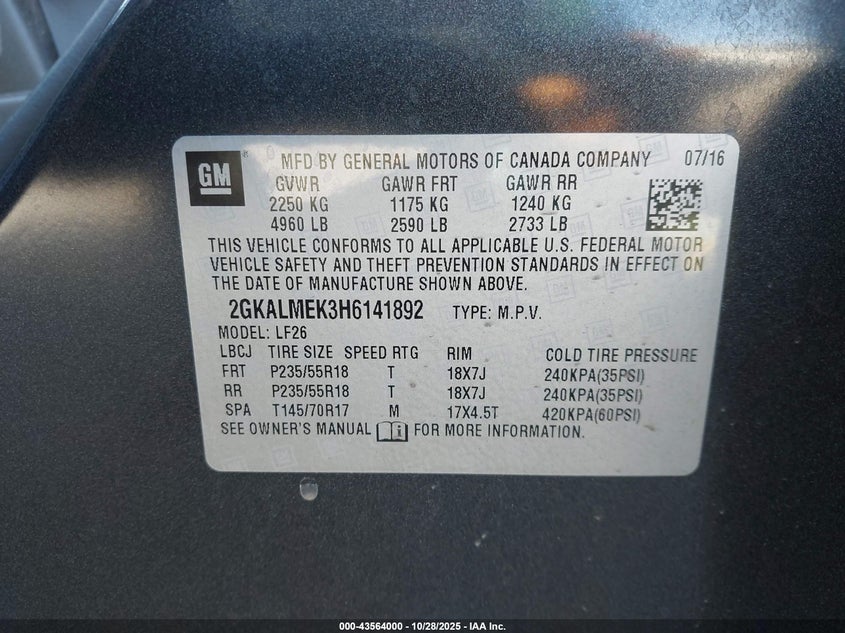 GM ® MFD BY GENERAL MOTORS OF CANADA COMPANY 07/16
GVWR GAWR FRT GAWR RR
2250 KG 1175 KG 1240 KG
4960 LB 2590 LB 2733 LB
THIS VEHICLE CONFORMS TO ALL APPLICABLE U.S. FEDERAL MOTOR
VEHICLE SAFETY AND THEFT PREVENTION STANDARDS IN EFFECT ON
THE DATE OF MANUFACTURE SHOWN ABOVE.
2GKALMEK3H6141892 TYPE: M.P.V.
MODEL: LF26
LBCJ TIRE SIZE SPEED RTG RIM COLD TIRE PRESSURE
FRT P235/55R18 T 18X7J 240KPA(35PSI)
RR P235/55R18 T 18X7J 240KPA(35PSI)
SPA T145/70R17 M 17X4.5T 420KPA(60PSI)
SEE OWNER'S MANUAL i FOR MORE INFORMATION.
000-43564000 - 10/28/2025 - IAA Inc.